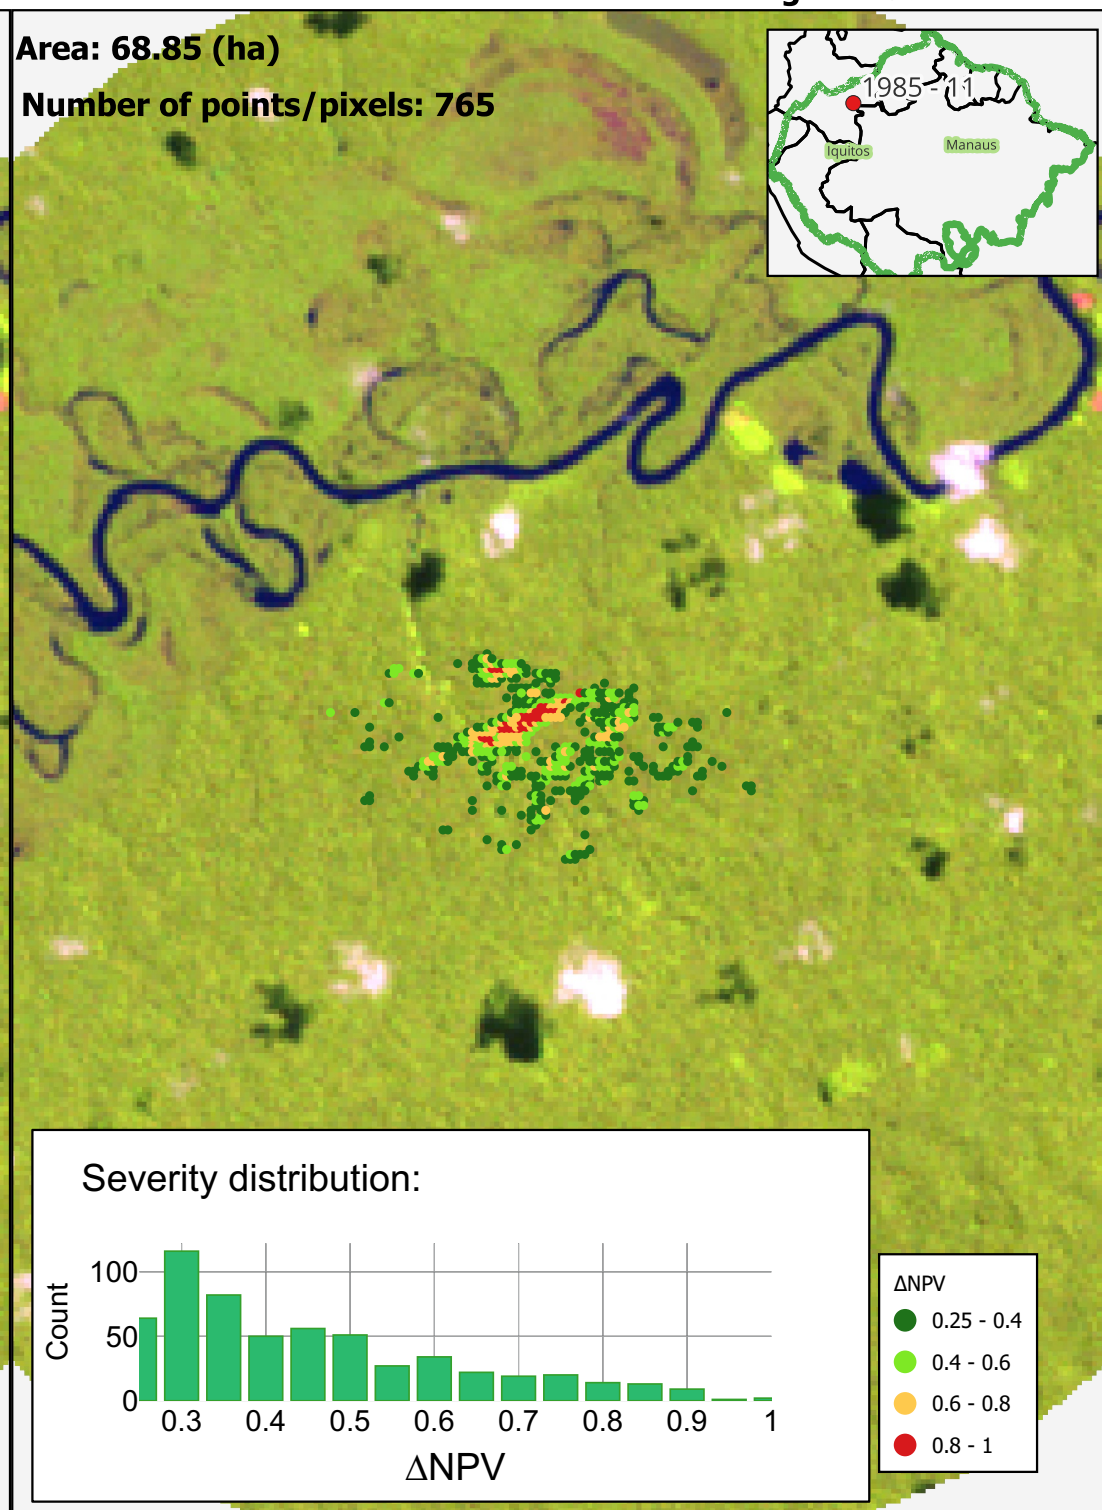 Area: 68.85 (ha)
Number of points/pixels: 765
1985 - 11
Iquitos
Manaus
Severity distribution:
Count
100
50
0
0.3 0.4 0.5 0.6 0.7 0.8 0.9 1
ΔNPV
ΔNPV
0.25 - 0.4
0.4 - 0.6
0.6 - 0.8
0.8 - 1